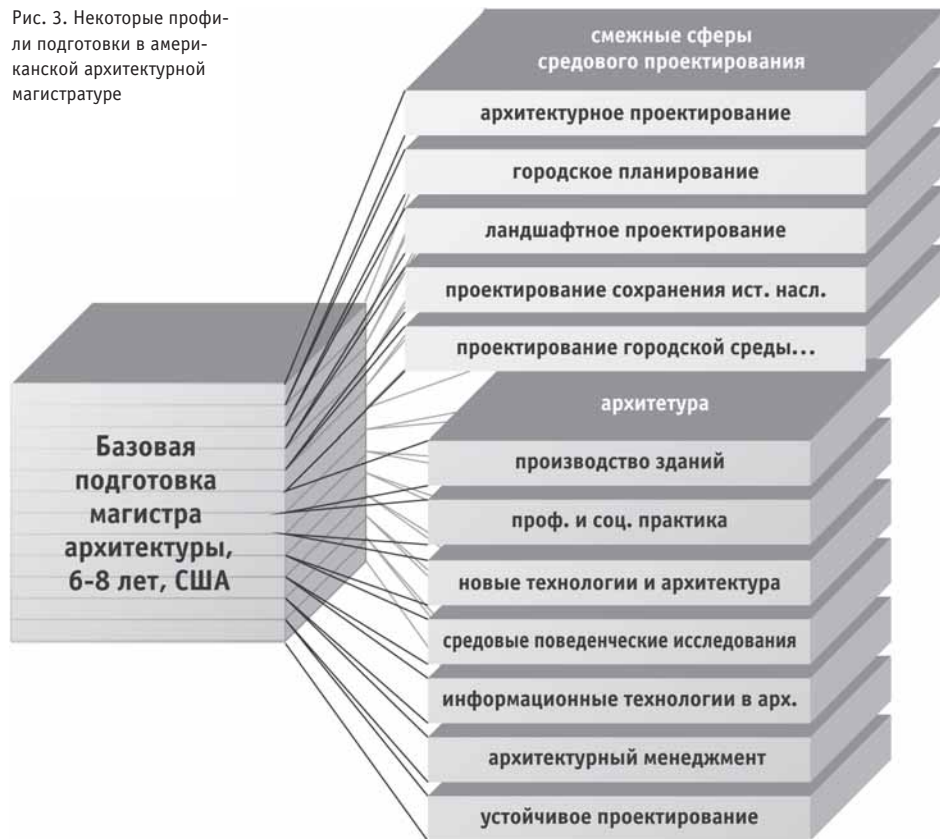 Рис. 3. Некоторые профи-
ли подготовки в амери-
канской архитектурной
магистратуре
смежные сферы
средового проектирования
архитектурное проектирование
городское планирование
ландшафтное проектирование
проектирование сохранения ист. насл.
проектирование городской среды...
архитетура
производство зданий
проф. и соц. практика
новые технологии и архитектура
средовые поведенческие исследования
информационные технологии в арх.
архитектурный менеджмент
устойчивое проектирование
Базовая
подготовка
магистра
архитектуры,
6-8 лет, США